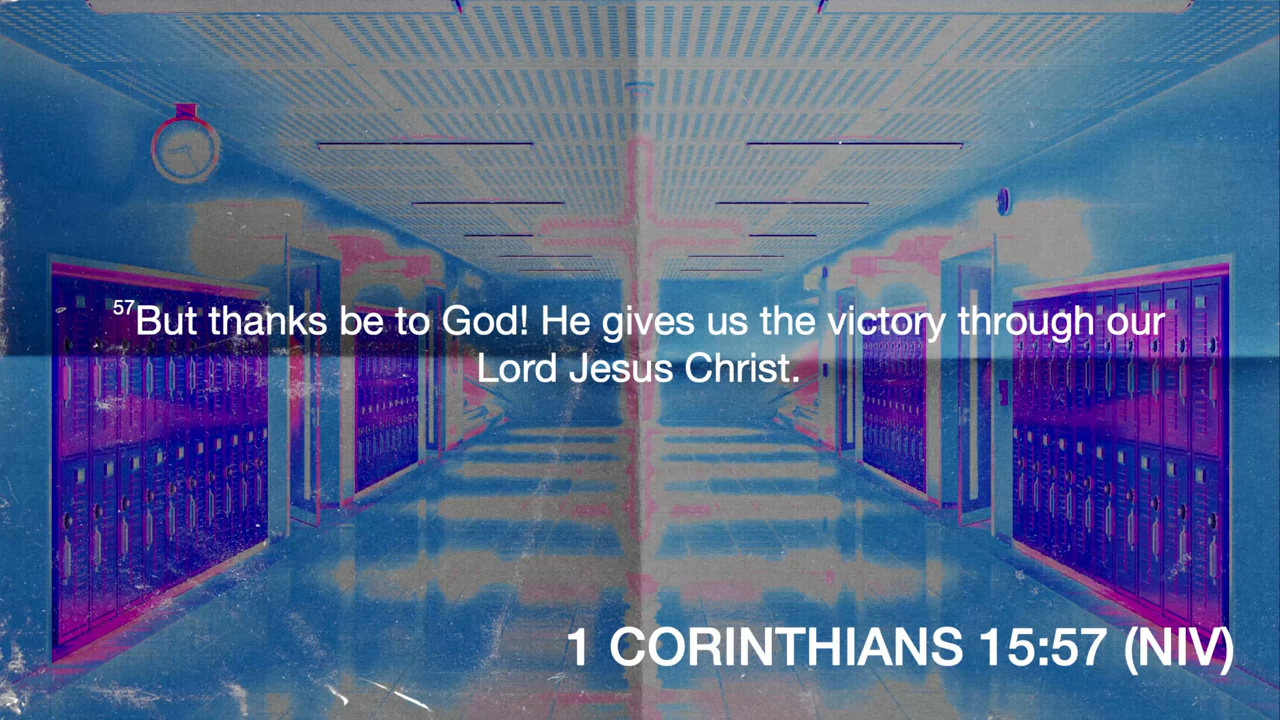 57But thanks be to God! He gives us the victory through our
Lord Jesus Christ.
1 CORINTHIANS 15:57 (NIV)